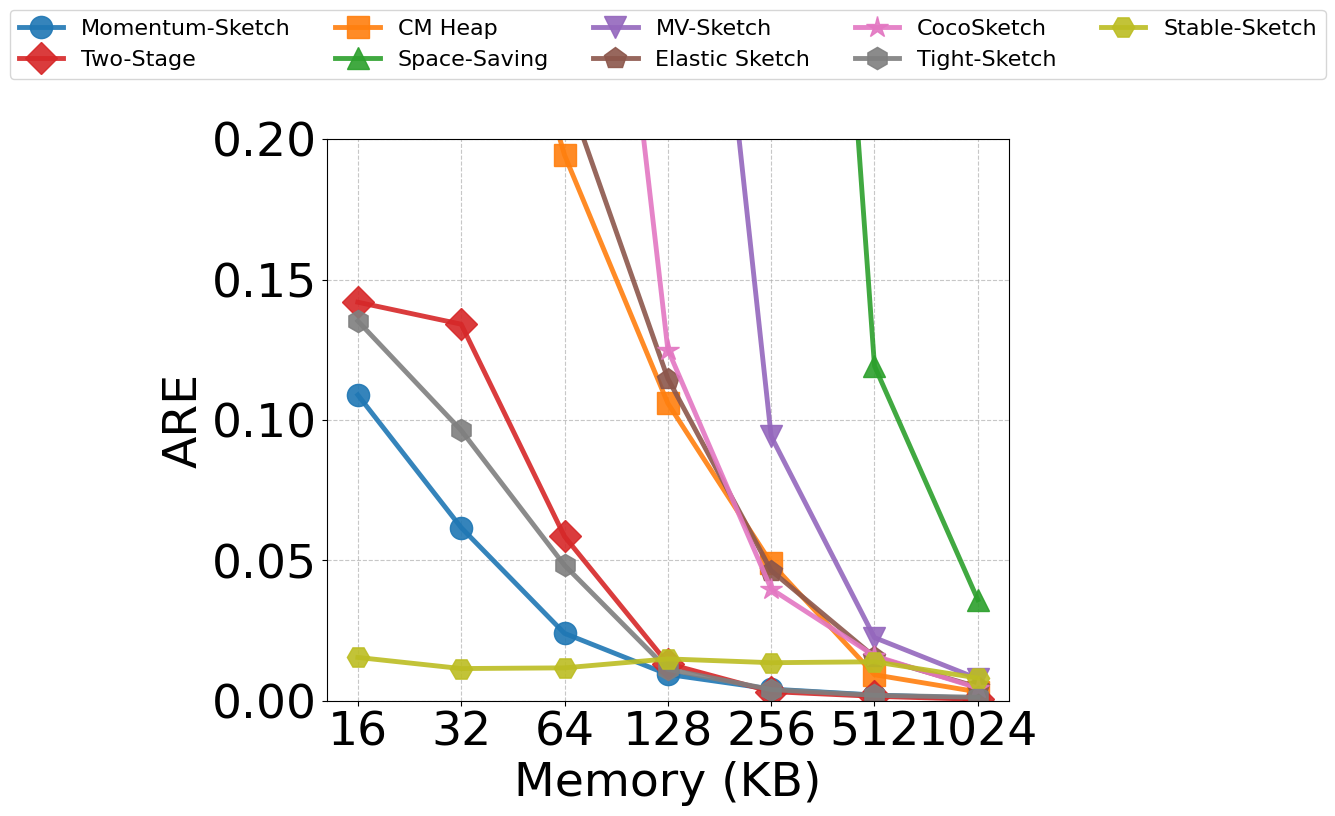 Momentum-Sketch CM Heap MV-Sketch CocoSketch Stable-Sketch
Two-Stage Space-Saving Elastic Sketch Tight-Sketch
0.20
0.15
0.10
0.05
0.00
ARE
16 32 64 128 256 512 1024
Memory (KB)